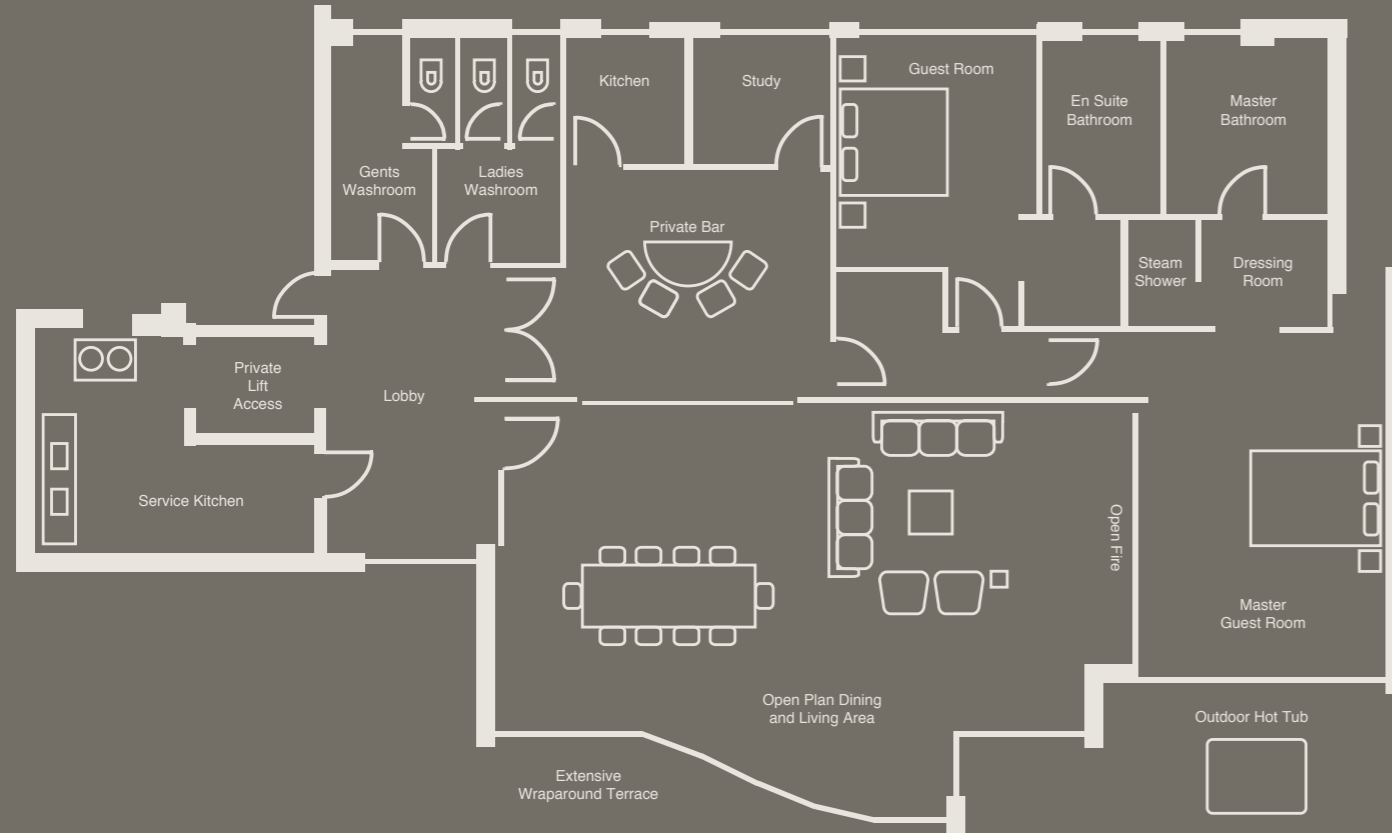 Kitchen
Study
Guest Room
En Suite
Bathroom
Master
Bathroom
Gents
Washroom
Ladies
Washroom
Private Bar
Steam
Shower
Dressing
Room
Private
Lift
Access
Lobby
Service Kitchen
Open Fire
Master
Guest Room
Open Plan Dining
and Living Area
Outdoor Hot Tub
Extensive
Wraparound Terrace